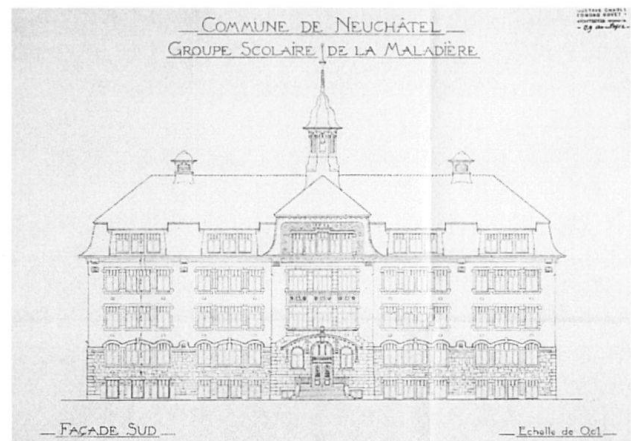 COMMUNE DE NEUCHÂTEL
GROUPE SCOLAIRE DE LA MALADIÈRE
FAÇADE SUD
Echelle de 0,01